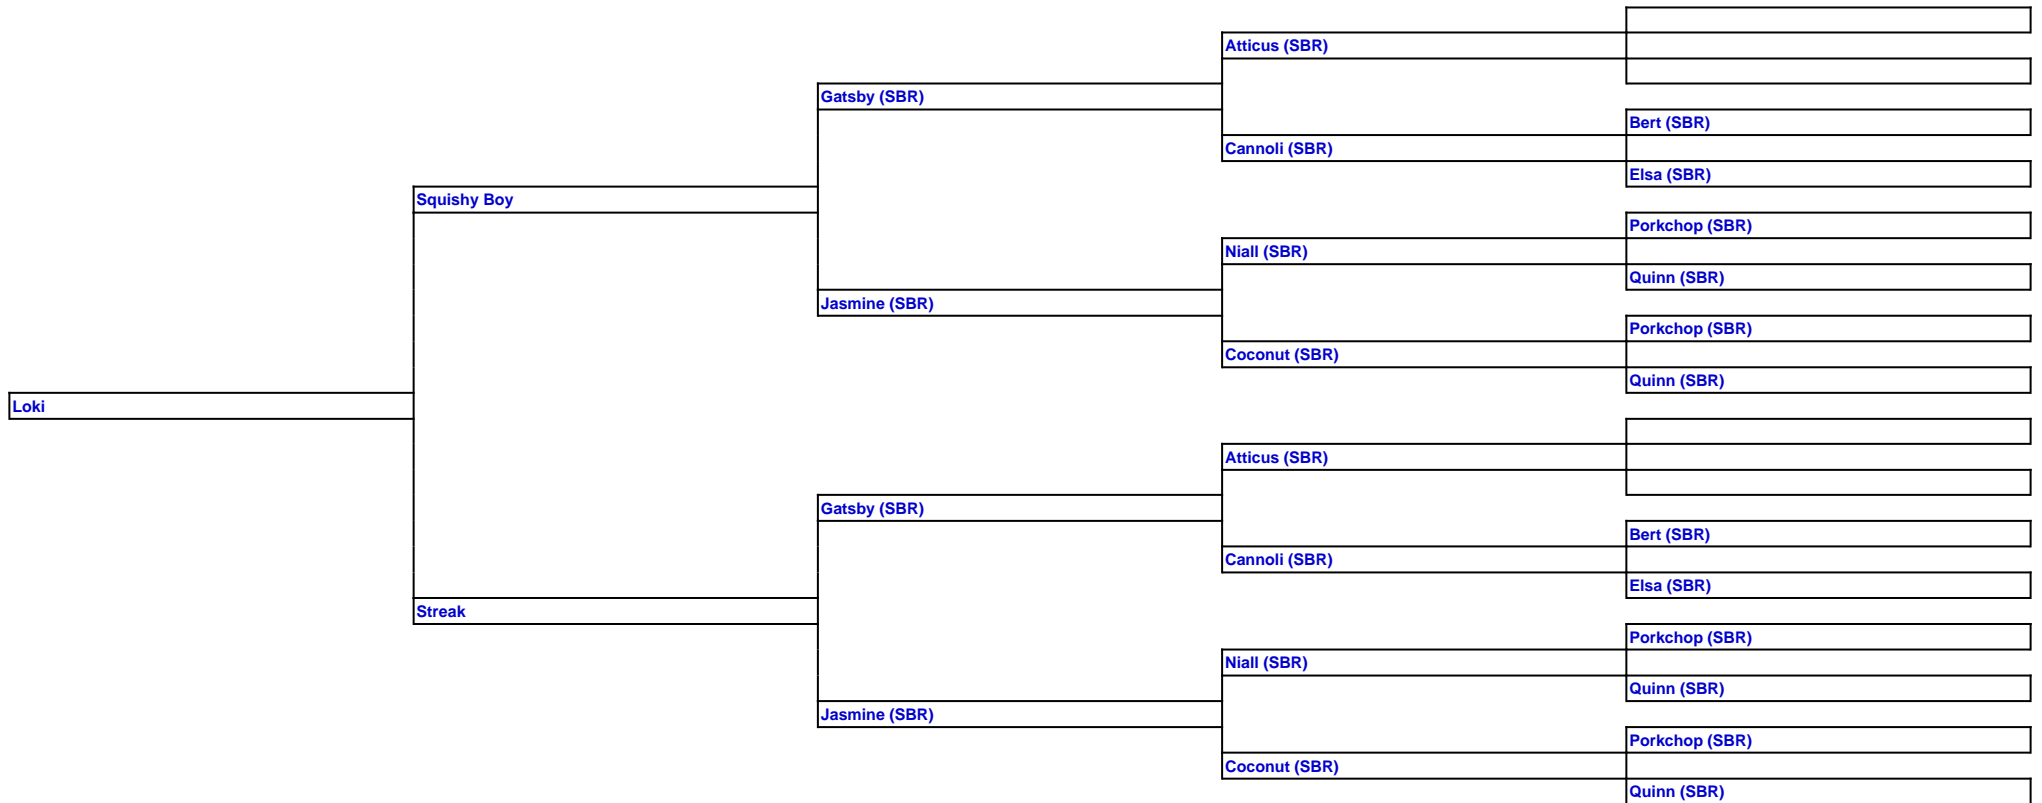 Atticus (SBR)
Gatsby (SBR)
Bert (SBR)
Cannoli (SBR)
Elsa (SBR)
Squishy Boy
Porkchop (SBR)
Niall (SBR)
Quinn (SBR)
Jasmine (SBR)
Porkchop (SBR)
Coconut (SBR)
Quinn (SBR)
Loki
Atticus (SBR)
Gatsby (SBR)
Bert (SBR)
Cannoli (SBR)
Elsa (SBR)
Streak
Porkchop (SBR)
Niall (SBR)
Quinn (SBR)
Jasmine (SBR)
Porkchop (SBR)
Coconut (SBR)
Quinn (SBR)